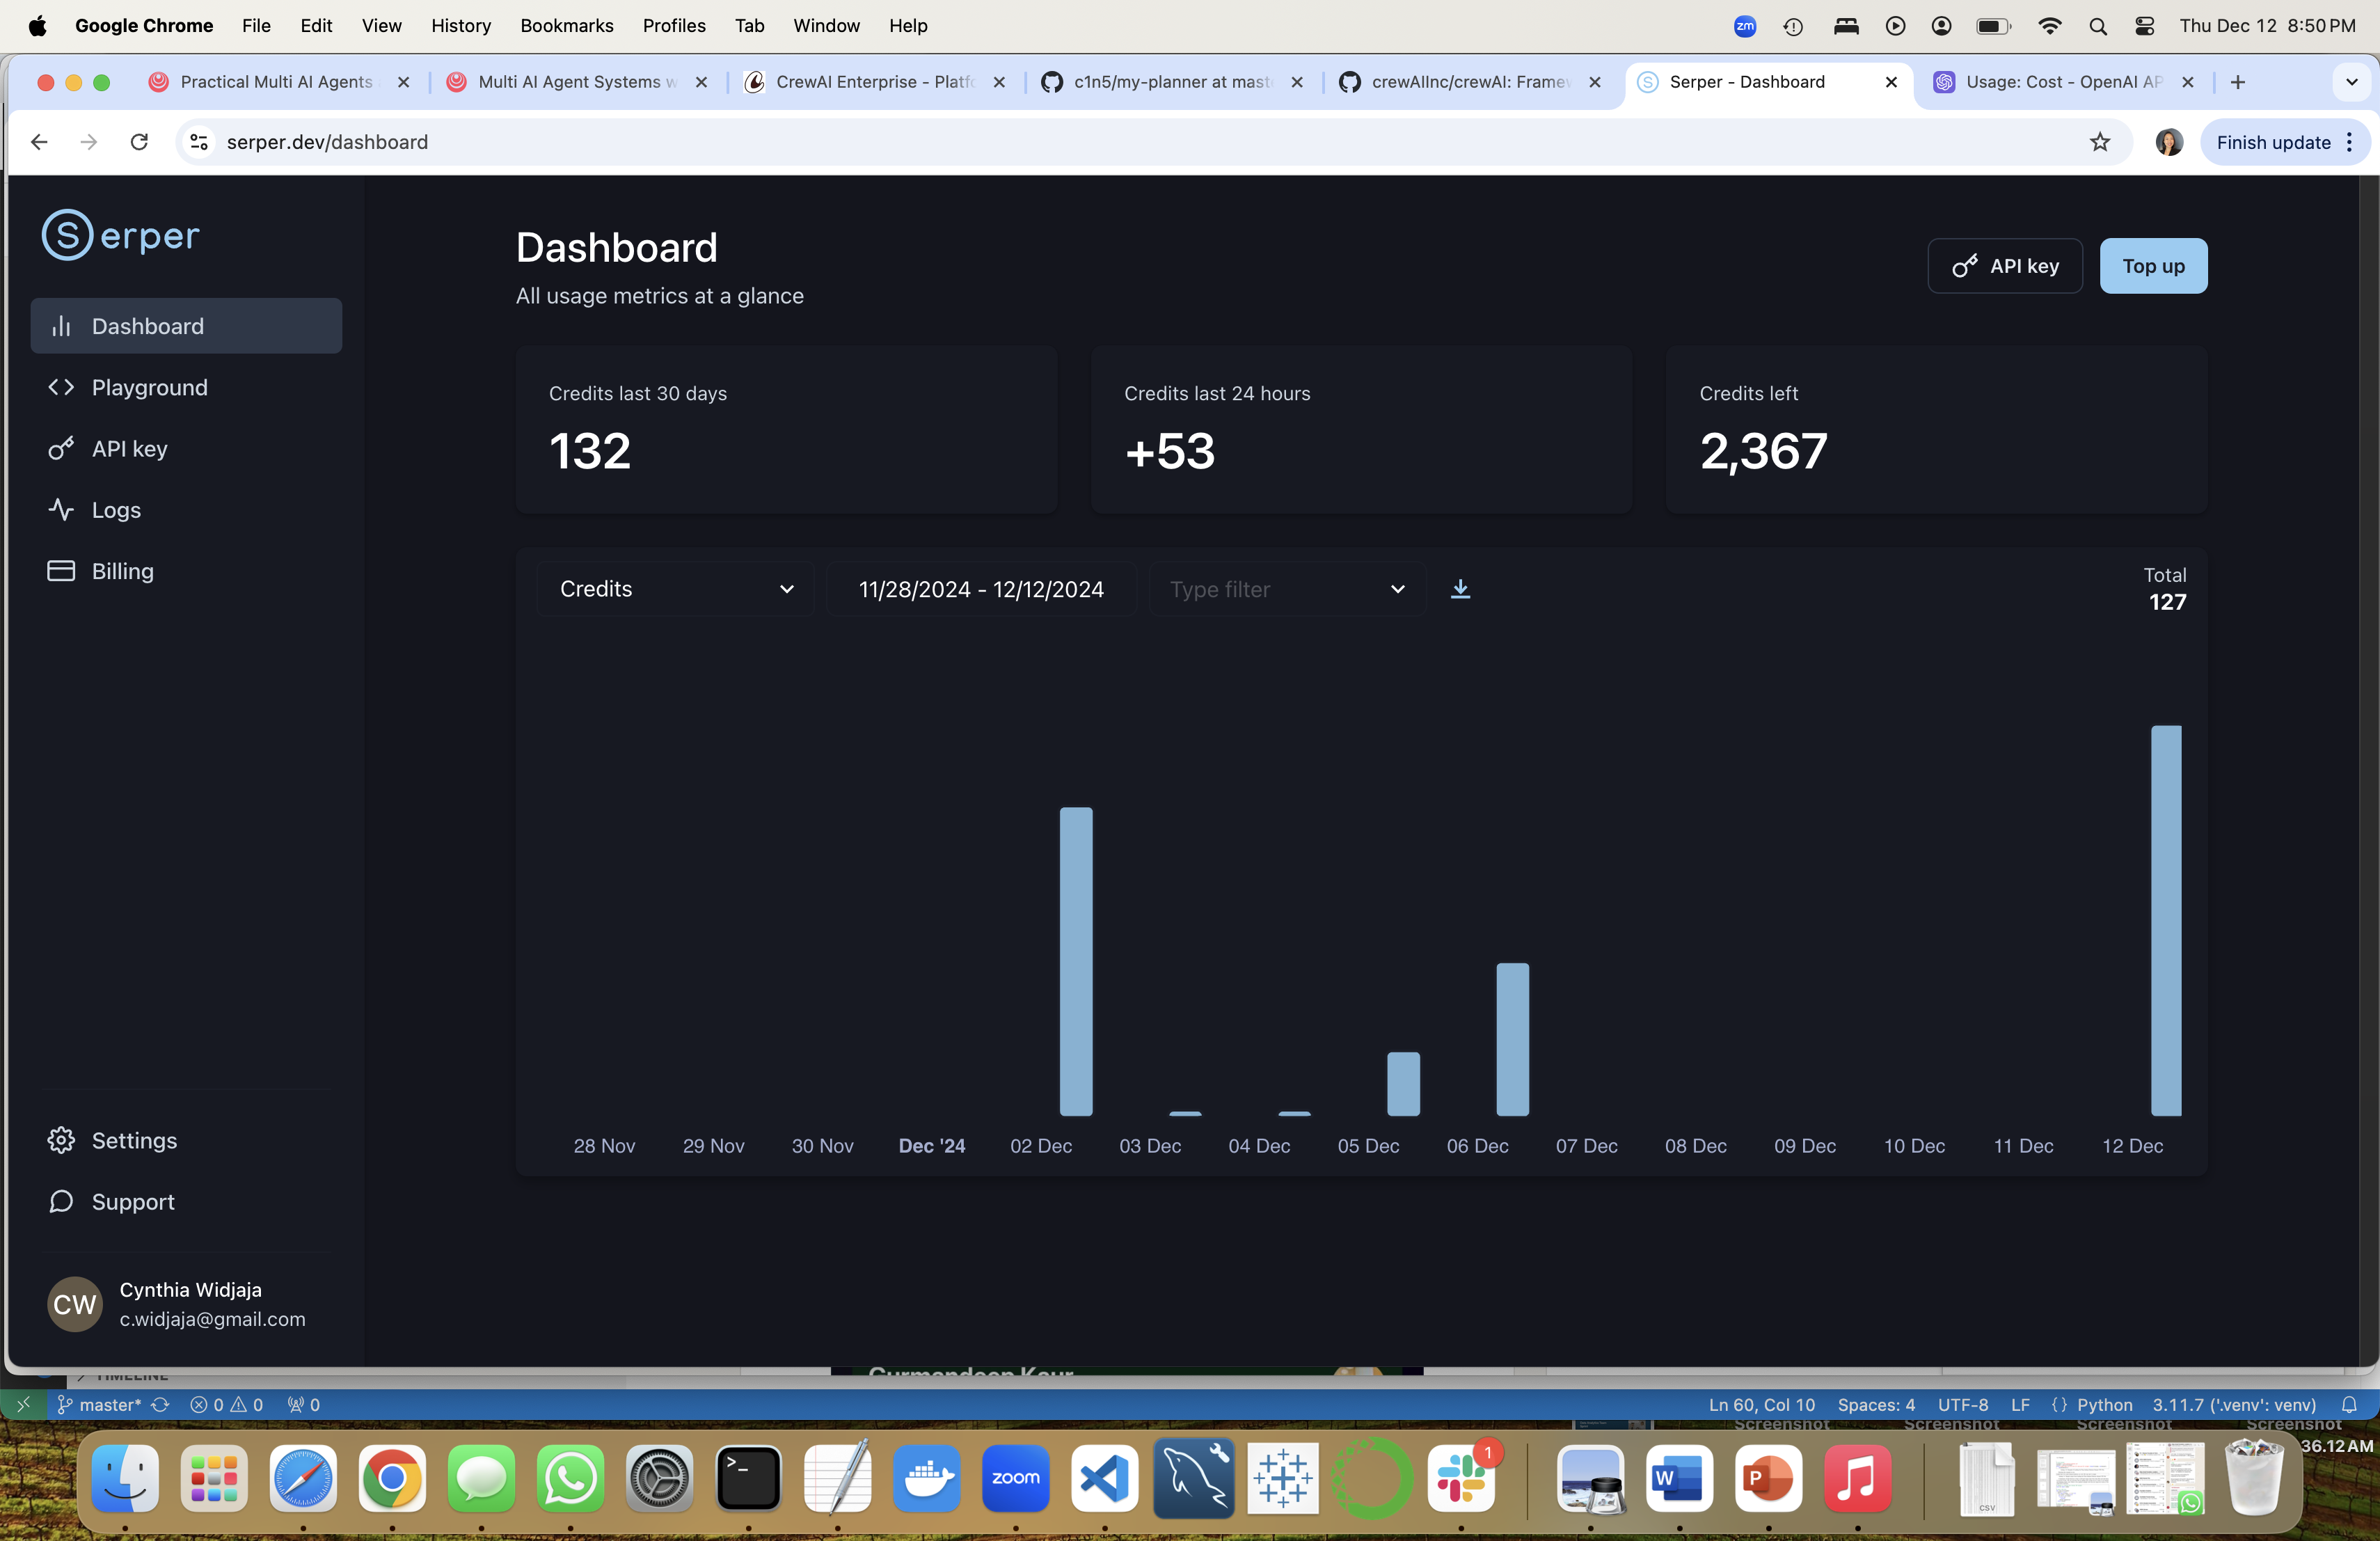 Google Chrome File Edit View History Bookmarks Profiles Tab Window Help
zm
Thu Dec 12 8:50 PM
Practical Multi AI Agents
Multi AI Agent Systems w
CrewAI Enterprise - Platfo
c1n5/my-planner at maste
crewAIInc/crewAI: Framew
Serper - Dashboard
Usage: Cost - OpenAI AP
serper.dev/dashboard
Finish update
Serper
Dashboard
Playground
API key
Logs
Billing
Settings
Support
CW
Cynthia Widjaja
c.widjaja@gmail.com
Dashboard
All usage metrics at a glance
API key
Top up
Credits last 30 days
132
Credits last 24 hours
+53
Credits left
2,367
Credits
11/28/2024 - 12/12/2024
Type filter
Total
127
28 Nov 29 Nov 30 Nov Dec '24 02 Dec 03 Dec 04 Dec 05 Dec 06 Dec 07 Dec 08 Dec 09 Dec 10 Dec 11 Dec 12 Dec
TIMELINE
Gurmandeep Kaur
master* 0 0 0
Ln 60, Col 10 Spaces: 4 UTF-8 LF {} Python 3.11.7 ('.venv': venv)
Screenshot Screenshot Screenshot Screenshot
36.12 AM
>_
zoom
1
W
P
CSV